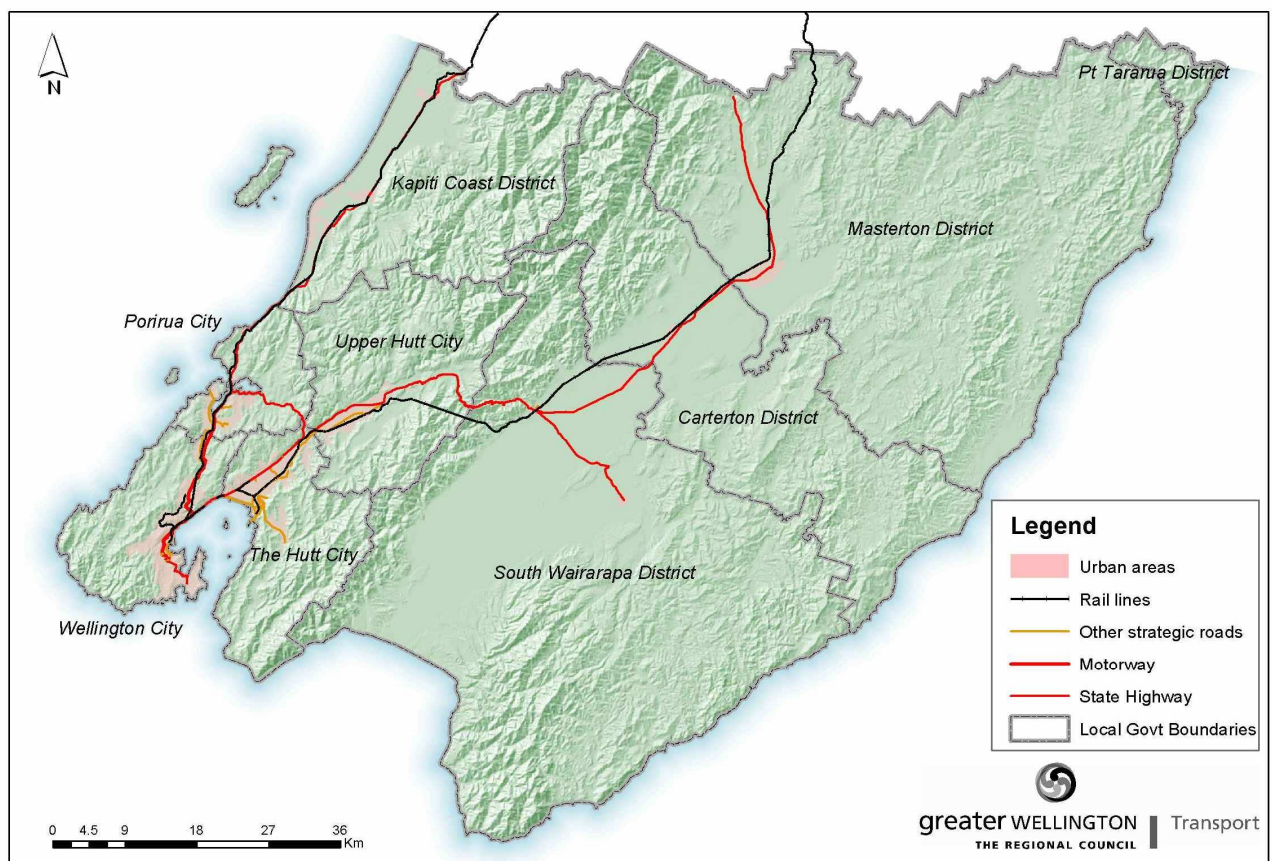 N
Pt Tararua District
Kapiti Coast District
Masterton District
Porirua City
Upper Hutt City
Carterton District
The Hutt City
South Wairarapa District
Wellington City
Legend
Urban areas
Rail lines
Other strategic roads
Motorway
State Highway
Local Govt Boundaries
0 4.5 9 18 27 36
Km
greater WELLINGTON
THE REGIONAL COUNCIL
Transport